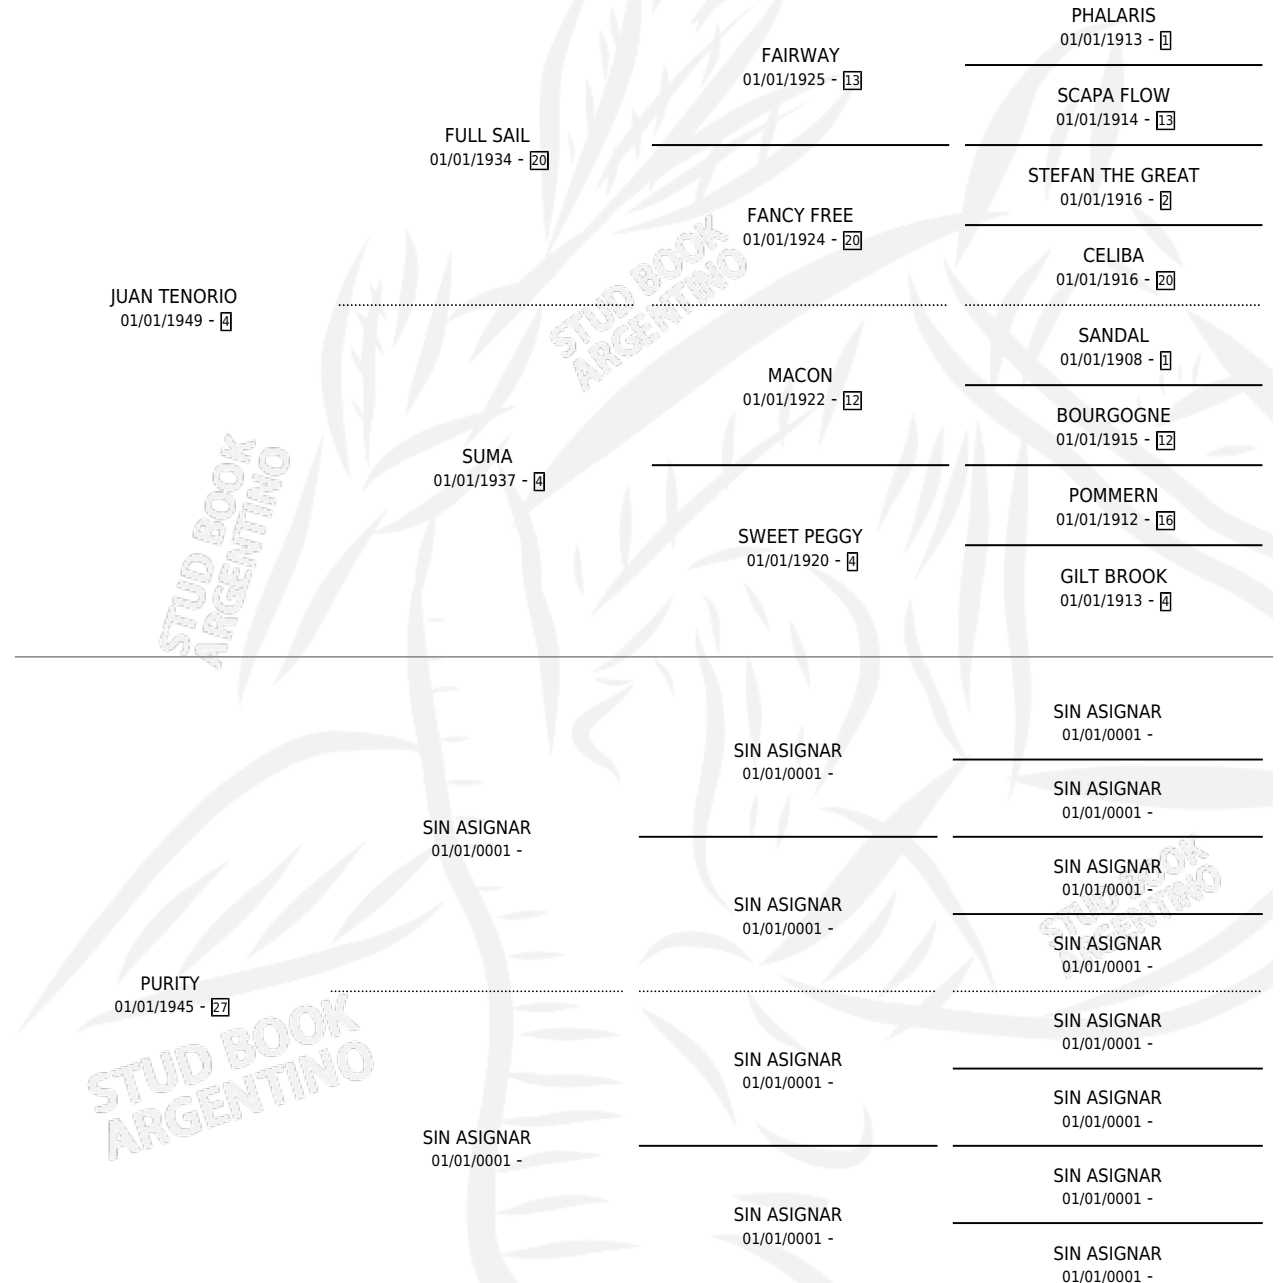 PHALARIS
01/01/1913 - 1
FAIRWAY
01/01/1925 - 13
SCAPA FLOW
01/01/1914 - 13
FULL SAIL
01/01/1934 - 20
STEFAN THE GREAT
01/01/1916 - 2
FANCY FREE
01/01/1924 - 20
CELIBA
01/01/1916 - 20
JUAN TENORIO
01/01/1949 - 4
SANDAL
01/01/1908 - 1
MACON
01/01/1922 - 12
BOURGOGNE
01/01/1915 - 12
SUMA
01/01/1937 - 4
POMMERN
01/01/1912 - 16
SWEET PEGGY
01/01/1920 - 4
GILT BROOK
01/01/1913 - 4
STUD BOOK
ARGENTINO
STUD BOOK
ARGENTINO
SIN ASIGNAR
01/01/0001 -
SIN ASIGNAR
01/01/0001 -
SIN ASIGNAR
01/01/0001 -
SIN ASIGNAR
01/01/0001 -
SIN ASIGNAR
01/01/0001 -
SIN ASIGNAR
01/01/0001 -
SIN ASIGNAR
01/01/0001 -
PURITY
01/01/1945 - 27
SIN ASIGNAR
01/01/0001 -
SIN ASIGNAR
01/01/0001 -
SIN ASIGNAR
01/01/0001 -
SIN ASIGNAR
01/01/0001 -
SIN ASIGNAR
01/01/0001 -
SIN ASIGNAR
01/01/0001 -
SIN ASIGNAR
01/01/0001 -
STUD BOOK
ARGENTINO
STUD BOOK
ARGENTINO